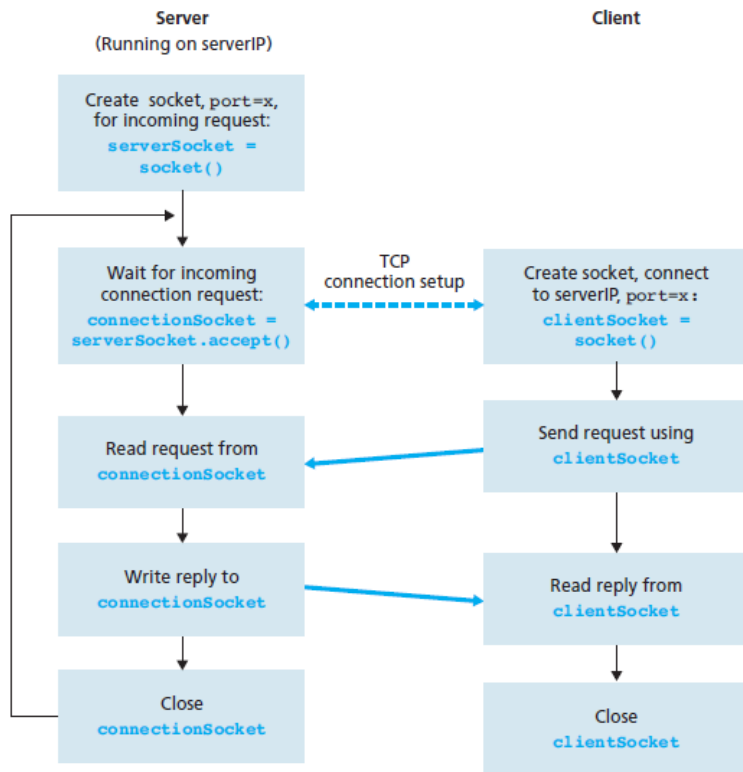 Server
(Running on serverIP)
Client
Create socket, port=x,
for incoming request:
serverSocket =
socket()
Wait for incoming
connection request:
connectionSocket =
serverSocket.accept()
TCP
connection setup
Create socket, connect
to serverIP, port=x:
clientSocket =
socket()
Read request from
connectionSocket
Send request using
clientSocket
Write reply to
connectionSocket
Read reply from
clientSocket
Close
connectionSocket
Close
clientSocket